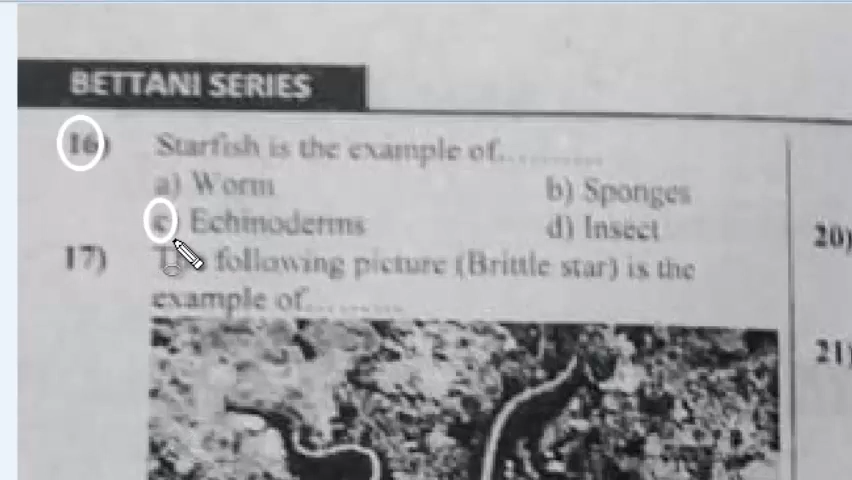 BETTANI SERIES
16) Starfish is the example of..........
a) Worm b) Sponges
c) Echinoderms d) Insect
17) following picture (Brittle star) is the
example of..........
20)
21)